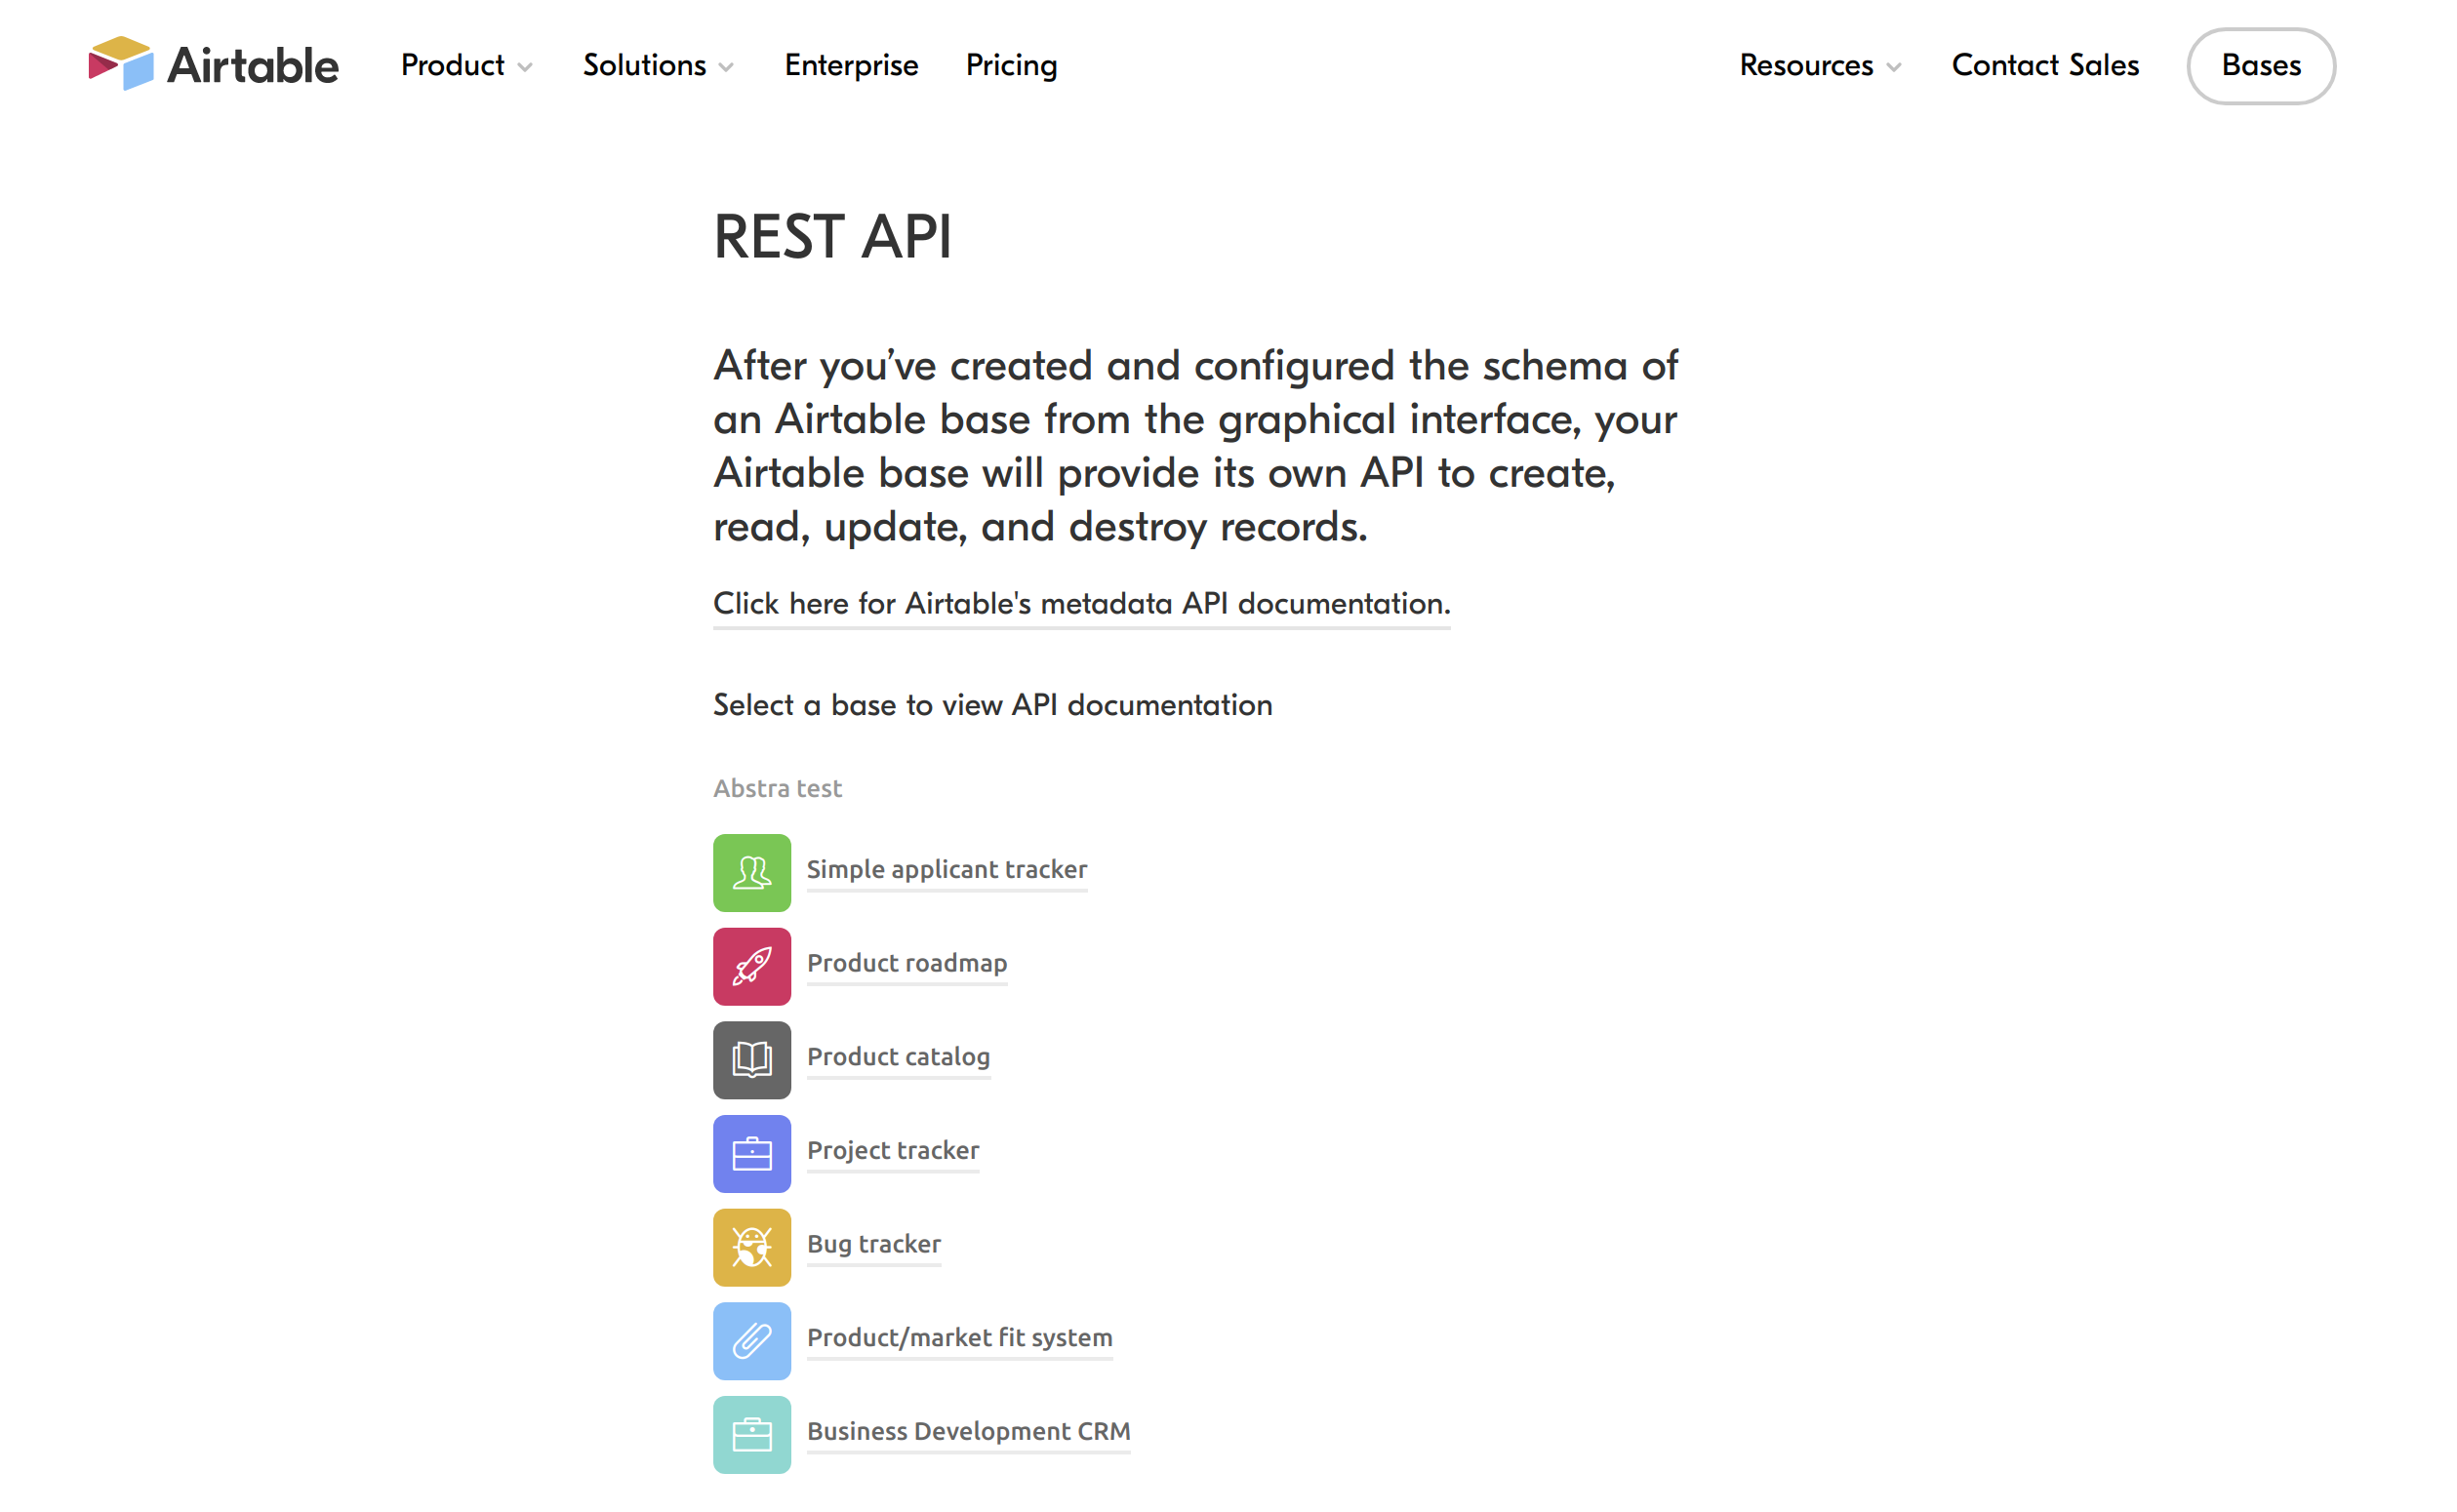 Airtable Product Solutions Enterprise Pricing Resources Contact Sales Bases
REST API
After you’ve created and configured the schema of
an Airtable base from the graphical interface, your
Airtable base will provide its own API to create,
read, update, and destroy records.
Click here for Airtable's metadata API documentation.
Select a base to view API documentation
Abstra test
Simple applicant tracker
Product roadmap
Product catalog
Project tracker
Bug tracker
Product/market fit system
Business Development CRM